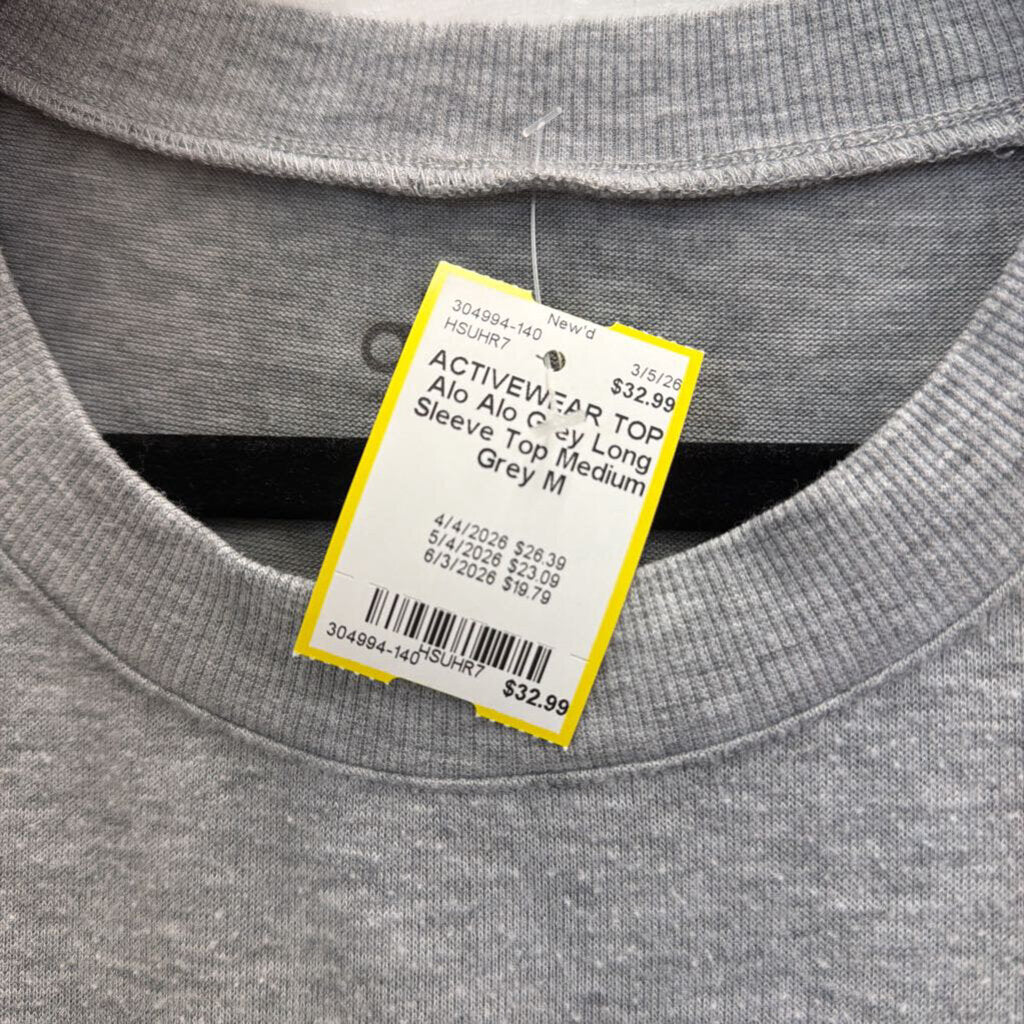 304994-140 New'd
HSUHR7
3/5/26
$32.99
ACTIVEWEAR TOP
Alo Alo Grey Long
Sleeve Top Medium
Grey M
4/4/2026 $26.39
5/4/2026 $23.09
6/3/2026 $19.79
304994-140 HSUHR7
$32.99